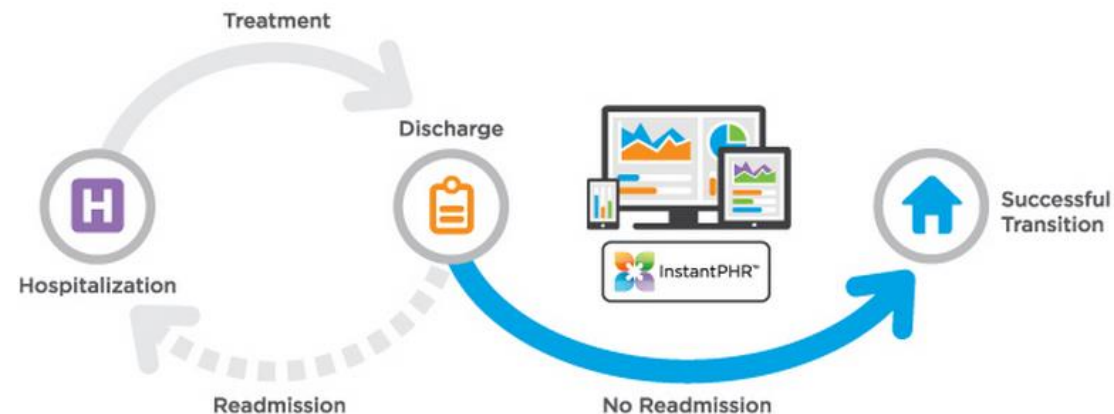 Treatment
Discharge
H
Hospitalization
Successful
Transition
InstantPHR™
Readmission
No Readmission